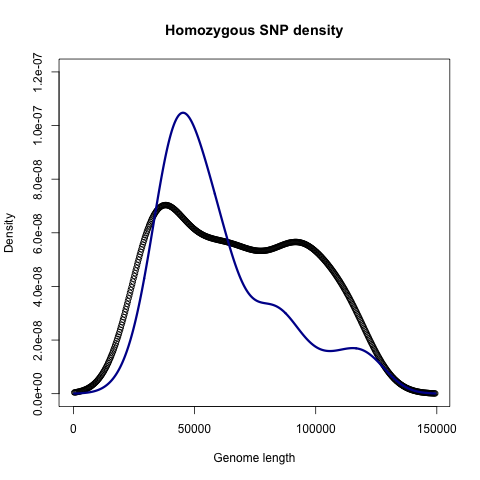 Homozygous SNP density
Density
1.2e-07
1.0e-07
8.0e-08
6.0e-08
4.0e-08
2.0e-08
0.0e+00
0 50000 100000 150000
Genome length